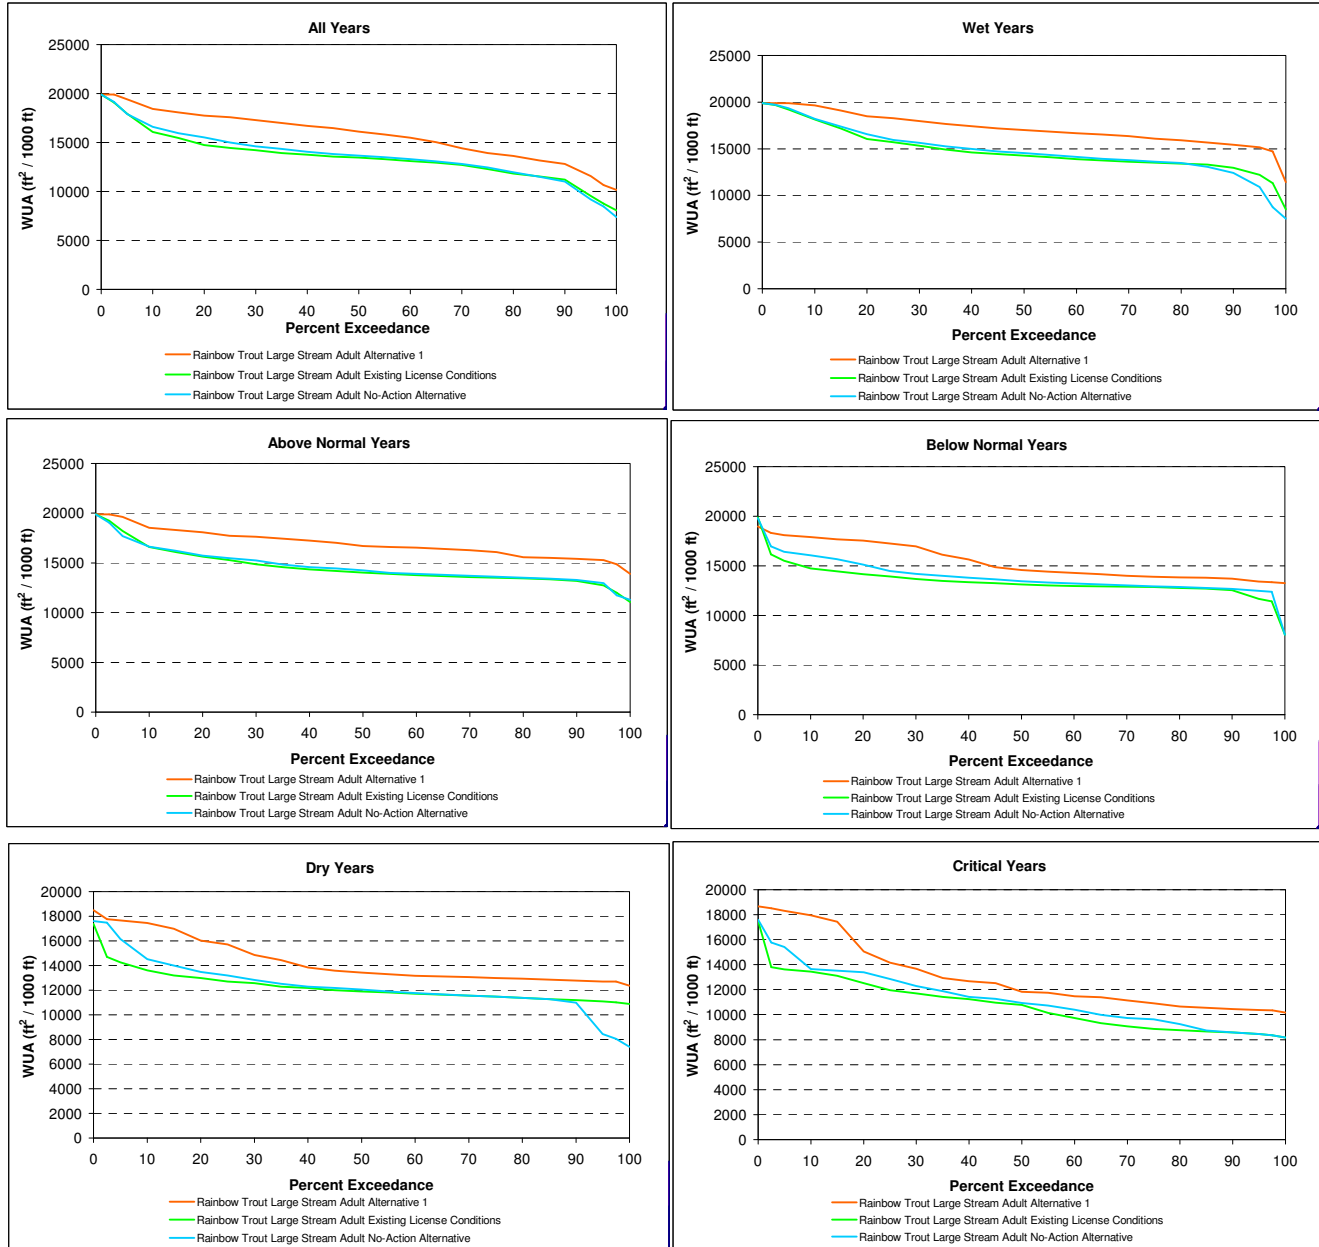 All Years
25000
20000
15000
10000
5000
0
WUA (ft² / 1000 ft)
0 10 20 30 40 50 60 70 80 90 100
Percent Exceedance
Rainbow Trout Large Stream Adult Alternative 1
Rainbow Trout Large Stream Adult Existing License Conditions
Rainbow Trout Large Stream Adult No-Action Alternative
Wet Years
25000
20000
15000
10000
5000
0
WUA (ft² / 1000 ft)
0 10 20 30 40 50 60 70 80 90 100
Percent Exceedance
Rainbow Trout Large Stream Adult Alternative 1
Rainbow Trout Large Stream Adult Existing License Conditions
Rainbow Trout Large Stream Adult No-Action Alternative
Above Normal Years
25000
20000
15000
10000
5000
0
WUA (ft² / 1000 ft)
0 10 20 30 40 50 60 70 80 90 100
Percent Exceedance
Rainbow Trout Large Stream Adult Alternative 1
Rainbow Trout Large Stream Adult Existing License Conditions
Rainbow Trout Large Stream Adult No-Action Alternative
Below Normal Years
25000
20000
15000
10000
5000
0
WUA (ft² / 1000 ft)
0 10 20 30 40 50 60 70 80 90 100
Percent Exceedance
Rainbow Trout Large Stream Adult Alternative 1
Rainbow Trout Large Stream Adult Existing License Conditions
Rainbow Trout Large Stream Adult No-Action Alternative
Dry Years
20000
18000
16000
14000
12000
10000
8000
6000
4000
2000
0
WUA (ft² / 1000 ft)
0 10 20 30 40 50 60 70 80 90 100
Percent Exceedance
Rainbow Trout Large Stream Adult Alternative 1
Rainbow Trout Large Stream Adult Existing License Conditions
Rainbow Trout Large Stream Adult No-Action Alternative
Critical Years
20000
18000
16000
14000
12000
10000
8000
6000
4000
2000
0
WUA (ft² / 1000 ft)
0 10 20 30 40 50 60 70 80 90 100
Percent Exceedance
Rainbow Trout Large Stream Adult Alternative 1
Rainbow Trout Large Stream Adult Existing License Conditions
Rainbow Trout Large Stream Adult No-Action Alternative